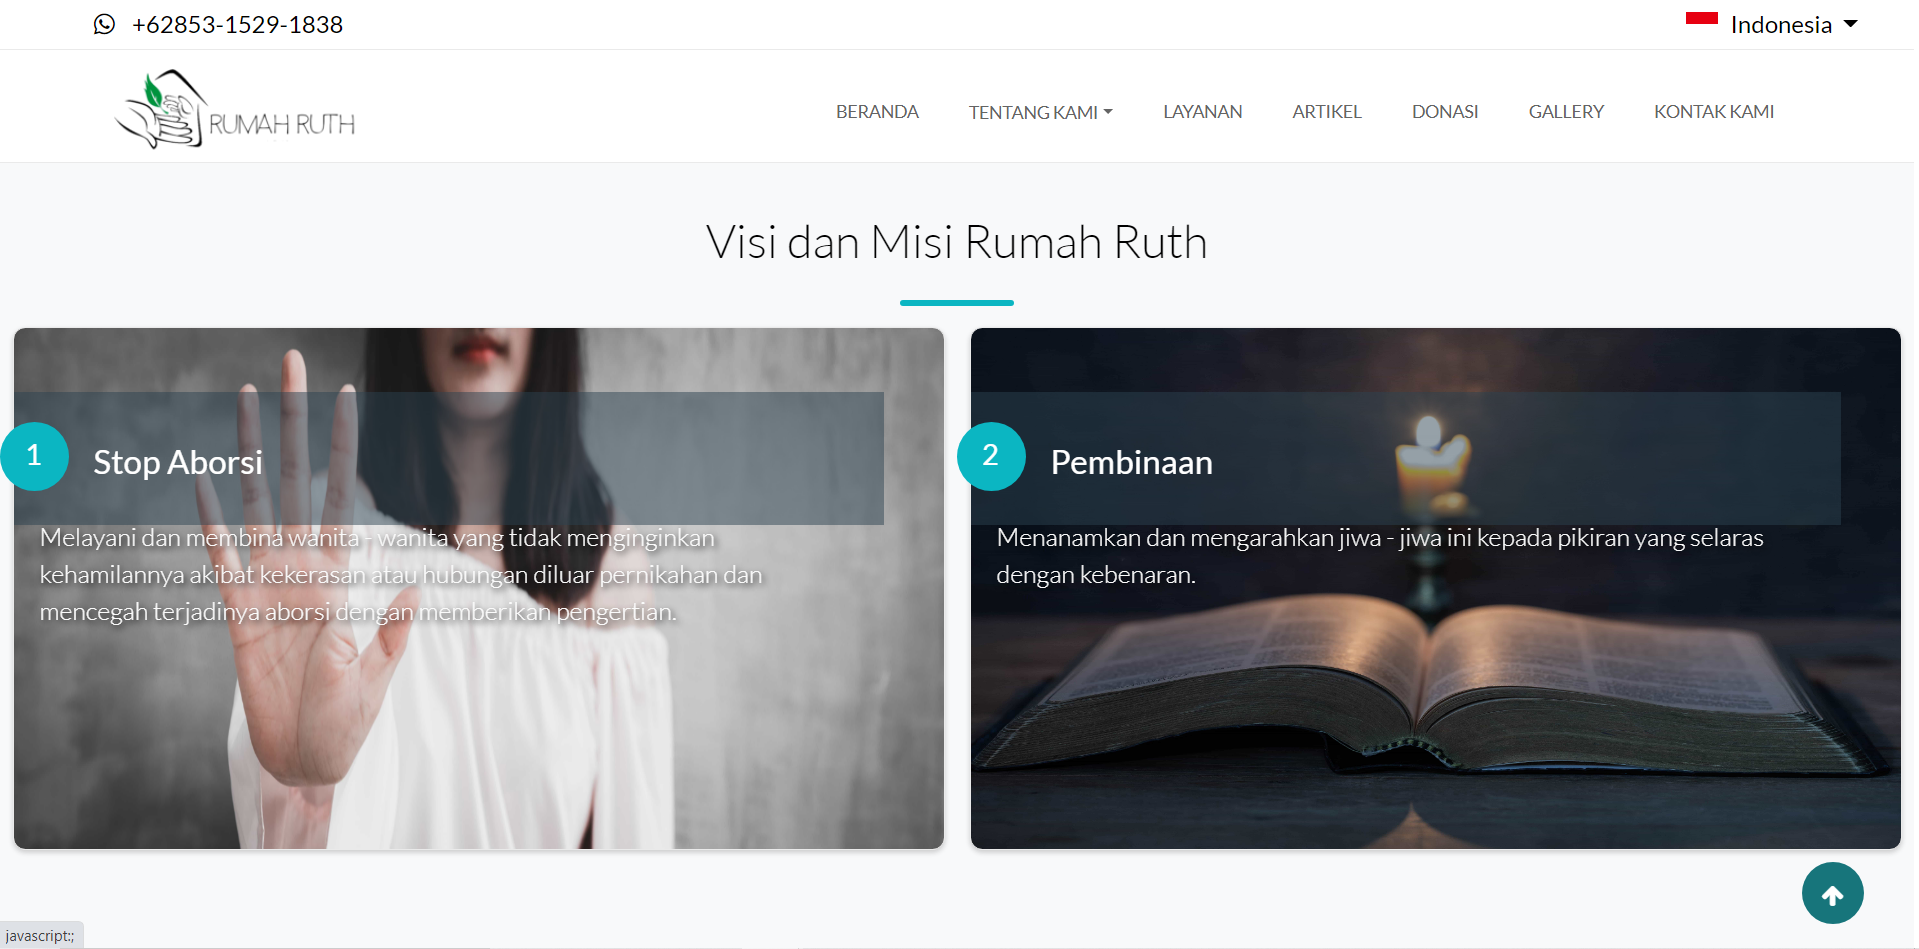 +62853-1529-1838
Indonesia
RUMAH RUTH
BERANDA TENTANG KAMI LAYANAN ARTIKEL DONASI GALLERY KONTAK KAMI
Visi dan Misi Rumah Ruth
1
Stop Aborsi
Melayani dan membina wanita - wanita yang tidak menginginkan
kehamilannya akibat kekerasan atau hubungan diluar pernikahan dan
mencegah terjadinya aborsi dengan memberikan pengertian.
2
Pembinaan
Menanamkan dan mengarahkan jiwa - jiwa ini kepada pikiran yang selaras
dengan kebenaran.
javascript:;